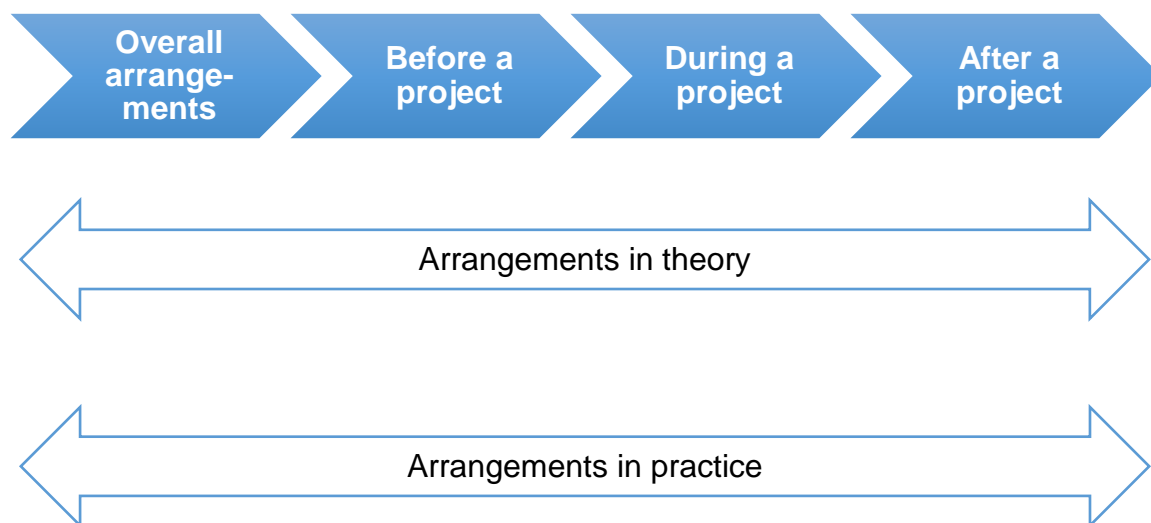 Overall
arrange-
ments
Before a
project
During a
project
After a
project
Arrangements in theory
Arrangements in practice